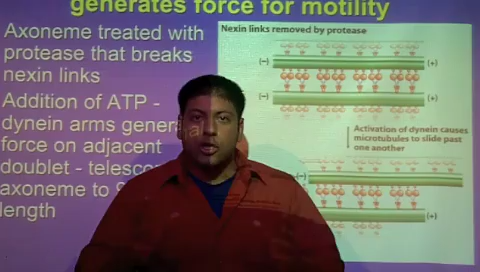 generates force for motility
Axoneme treated with
protease that breaks
nexin links
Addition of ATP -
dynein arms
force on adjacent
doublet -
axoneme to
length
Nexin links removed by protease
(-)
(+)
(-)
(+)
Activation of dynein causes
microtubules to slide past
one another
(-)
(+)